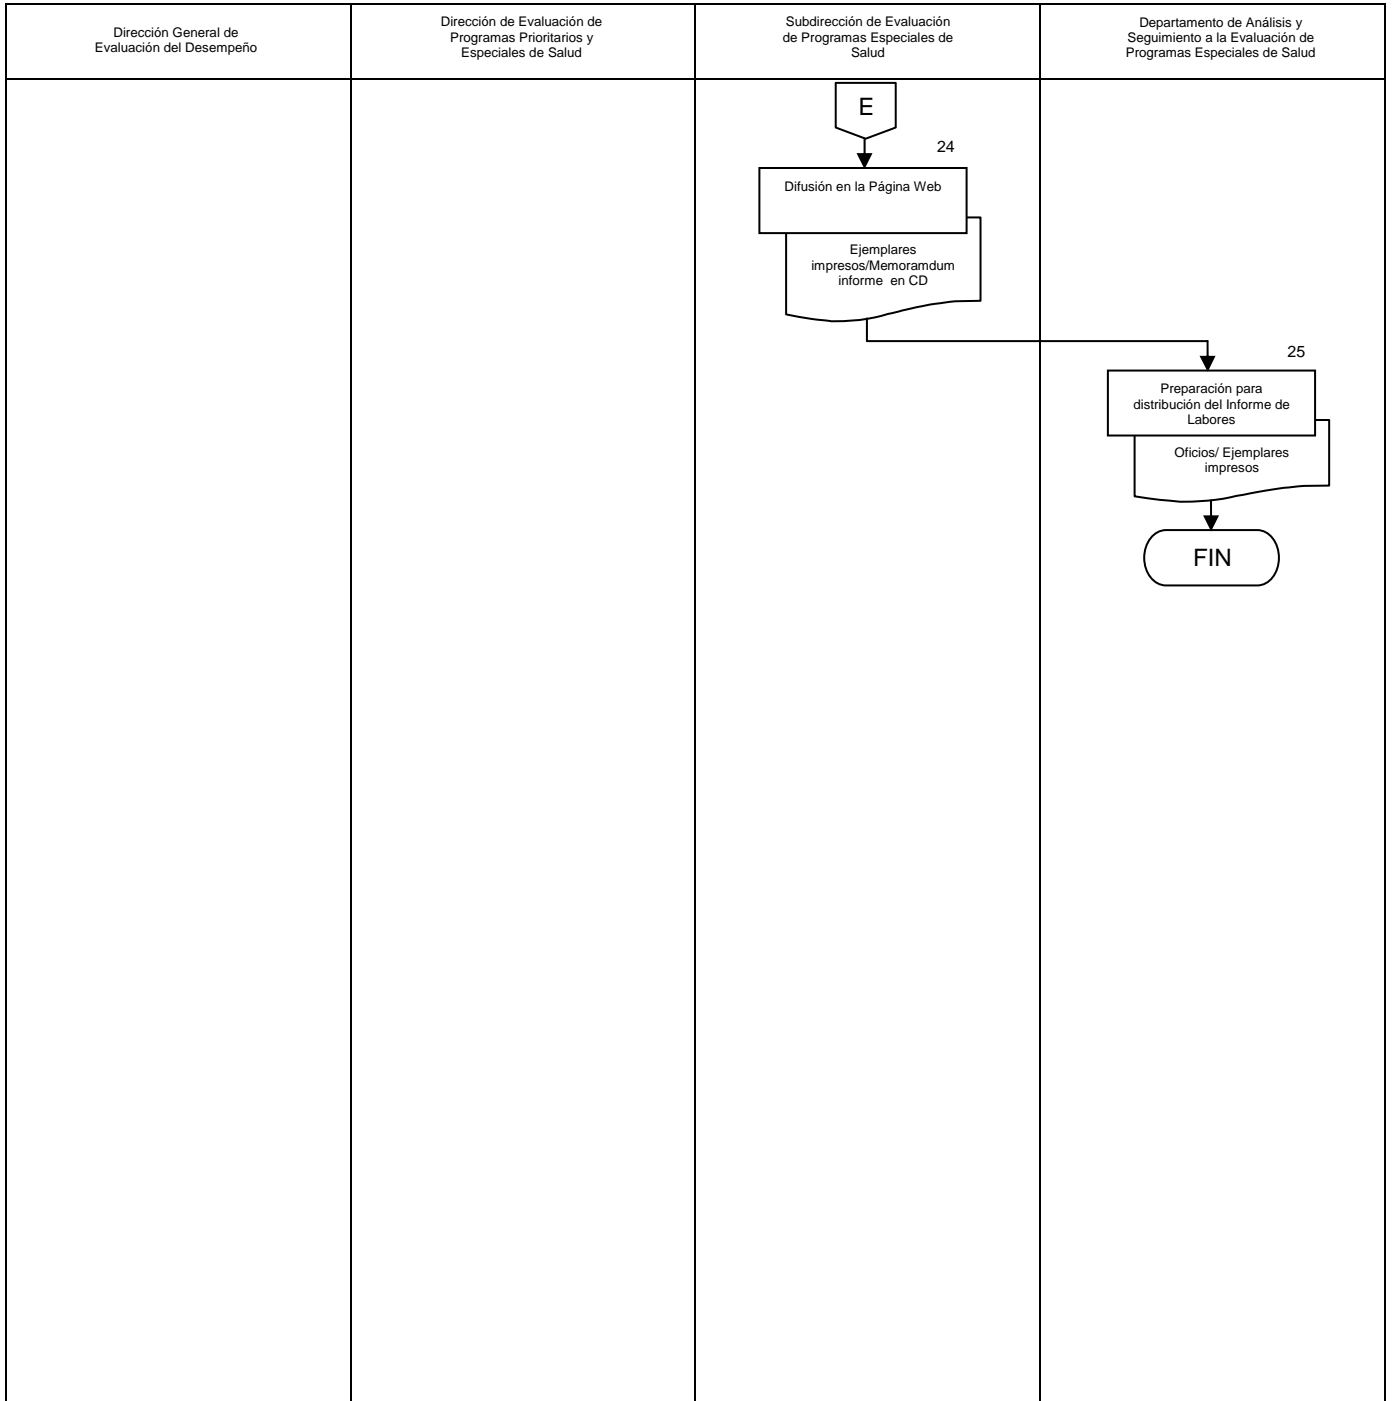 Dirección General de
Evaluación del Desempeño
Dirección de Evaluación de
Programas Prioritarios y
Especiales de Salud
Subdirección de Evaluación
de Programas Especiales de
Salud
Departamento de Análisis y
Seguimiento a la Evaluación de
Programas Especiales de Salud
E
24
Difusión en la Página Web
Ejemplares
impresos/Memoramdum
informe en CD
25
Preparación para
distribución del Informe de
Labores
Oficios/ Ejemplares
impresos
FIN